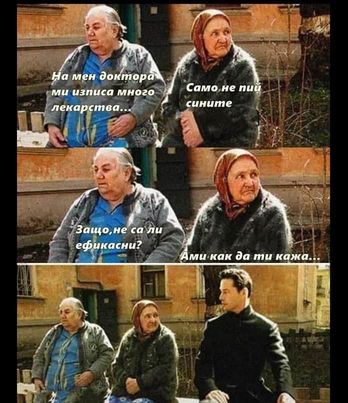 На мен доктора
ми изписа много
лекарства...
Само не пий
сините
Защо,не са ли
ефикасни?
Ами как да ти кажа...